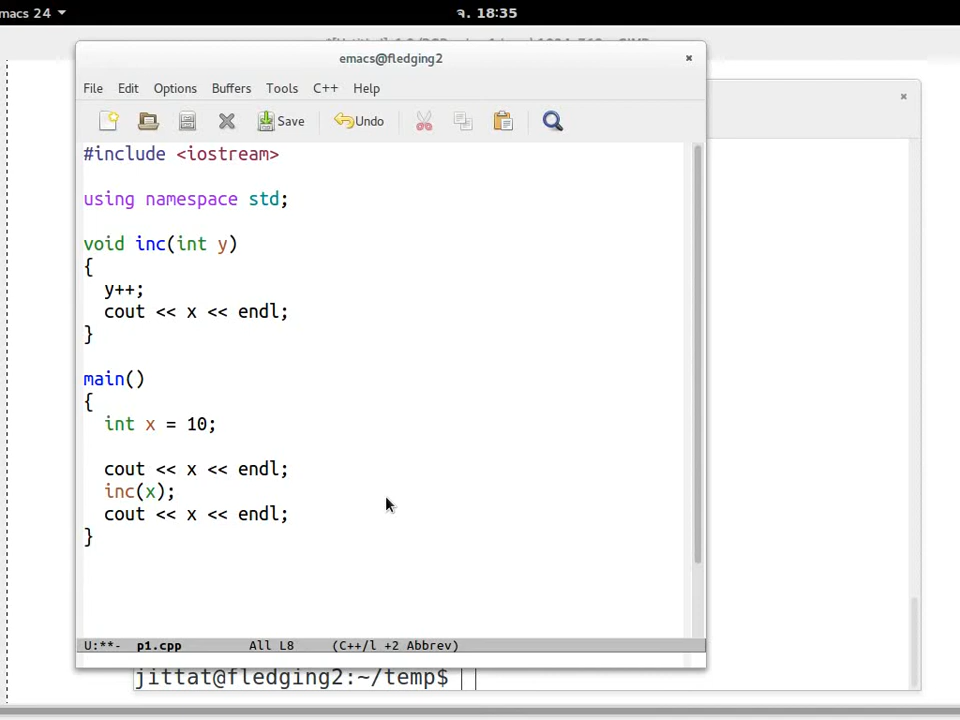 macs 24
จ. 18:35
emacs@fledging2
File Edit Options Buffers Tools C++ Help
Save Undo
#include <iostream>
using namespace std;
void inc(int y)
{
y++;
cout << x << endl;
}
main()
{
int x = 10;
cout << x << endl;
inc(x);
cout << x << endl;
}
U:**- p1.cpp All L8 (C++/l +2 Abbrev)
jittat@fledging2:~/temp$